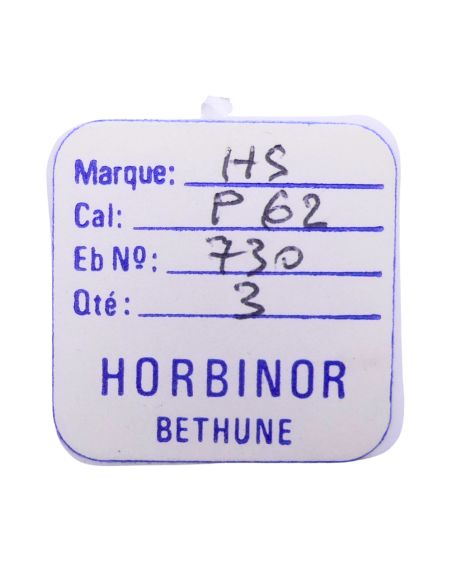 Marque: HS
Cal: P 62
Eb Nº: 730
Qté: 3
HORBINOR
BETHUNE